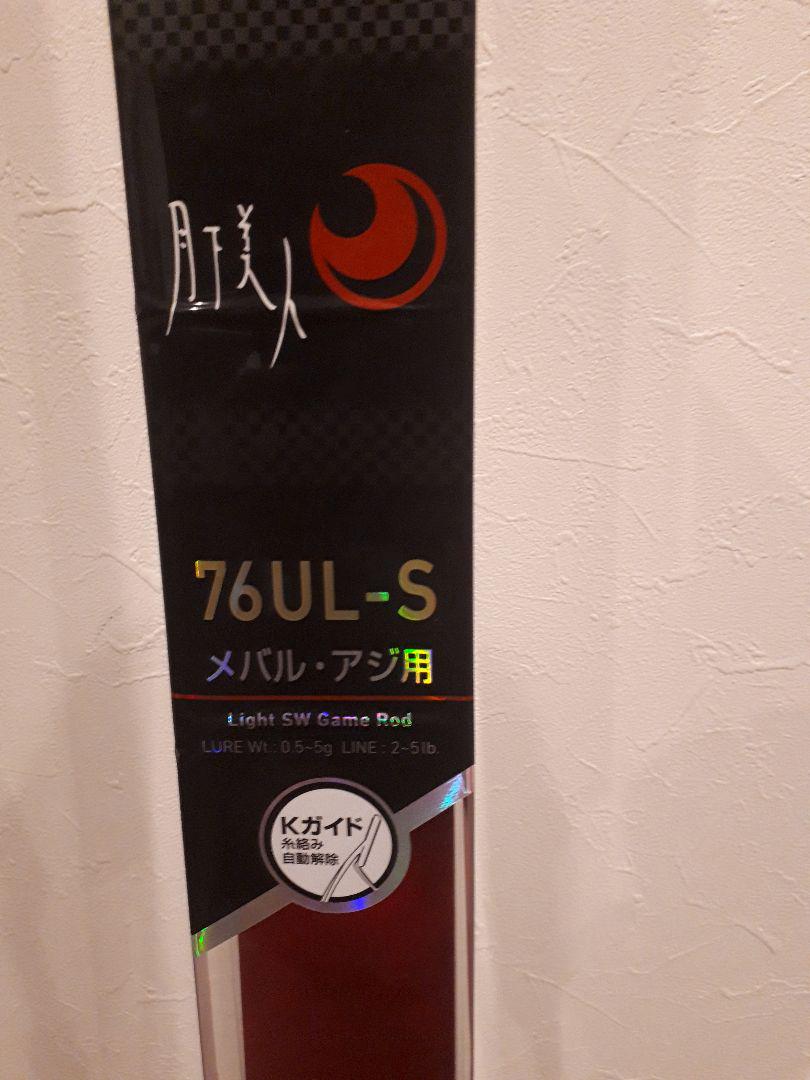 月下美人
76UL-S
メバル・アジ用
Light SW Game Rod
LURE Wt.: 0.5~5g LINE : 2~5lb.
Kガイド
糸絡み
自動解除